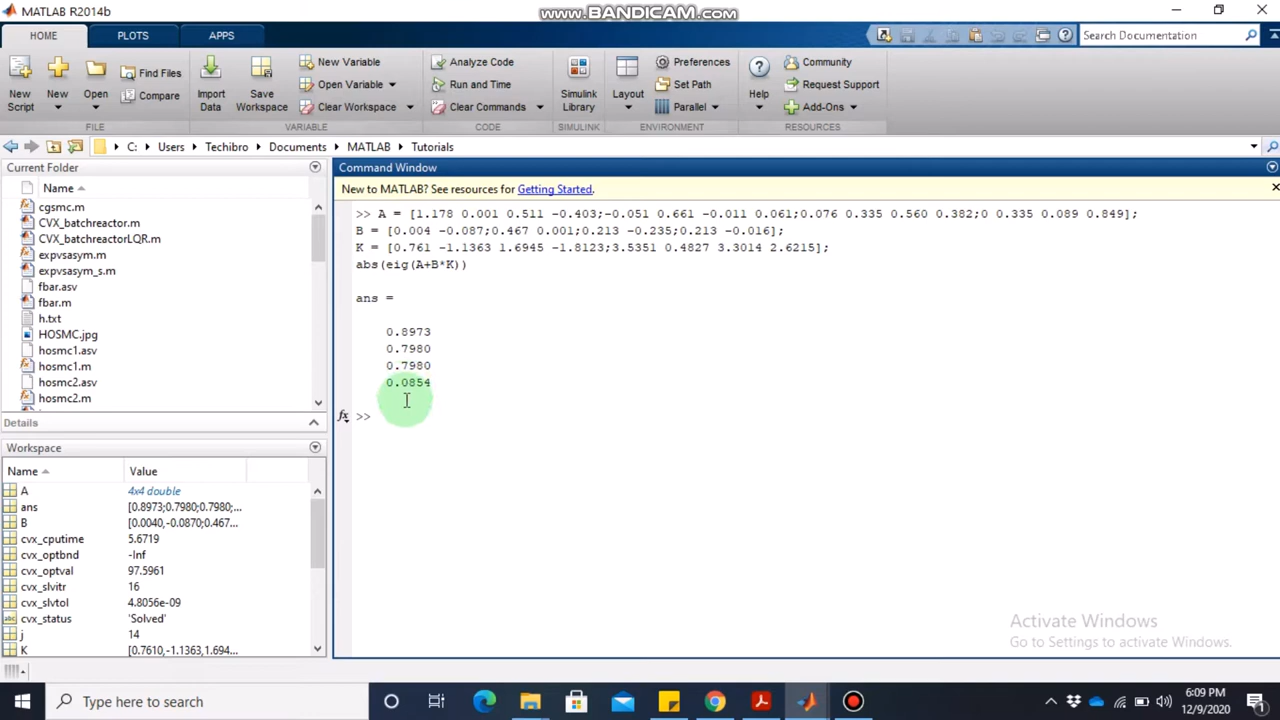 MATLAB R2014b
www.BANDICAM.com
HOME PLOTS APPS
Search Documentation
New Script
New
Open
Find Files
Compare
FILE
Import Data
Save Workspace
New Variable
Open Variable
Clear Workspace
VARIABLE
Analyze Code
Run and Time
Clear Commands
CODE
Simulink Library
SIMULINK
Layout
Preferences
Set Path
Parallel
ENVIRONMENT
Help
Community
Request Support
Add-Ons
RESOURCES
C: Users Techibro Documents MATLAB Tutorials
Current Folder
Name
cgsmc.m
CVX_batchreactor.m
CVX_batchreactorLQR.m
expvsasym.m
expvsasym_s.m
fbar.asv
fbar.m
h.txt
HOSMC.jpg
hosmc1.asv
hosmc1.m
hosmc2.asv
hosmc2.m
Details
Workspace
Name Value
A 4x4 double
ans [0.8973;0.7980;0.7980;...
B [0.0040,-0.0870;0.467...
cvx_cputime 5.6719
cvx_optbnd -Inf
cvx_optval 97.5961
cvx_slvitr 16
cvx_slvtol 4.8056e-09
cvx_status 'Solved'
j 14
K [0.7610,-1.1363,1.694...
Command Window
New to MATLAB? See resources for Getting Started.
>> A = [1.178 0.001 0.511 -0.403;-0.051 0.661 -0.011 0.061;0.076 0.335 0.560 0.382;0 0.335 0.089 0.849];
B = [0.004 -0.087;0.467 0.001;0.213 -0.235;0.213 -0.016];
K = [0.761 -1.1363 1.6945 -1.8123;3.5351 0.4827 3.3014 2.6215];
abs(eig(A+B*K))
ans =
0.8973
0.7980
0.7980
0.0854
fx >>
Activate Windows
Go to Settings to activate Windows.
Type here to search
6:09 PM
12/9/2020